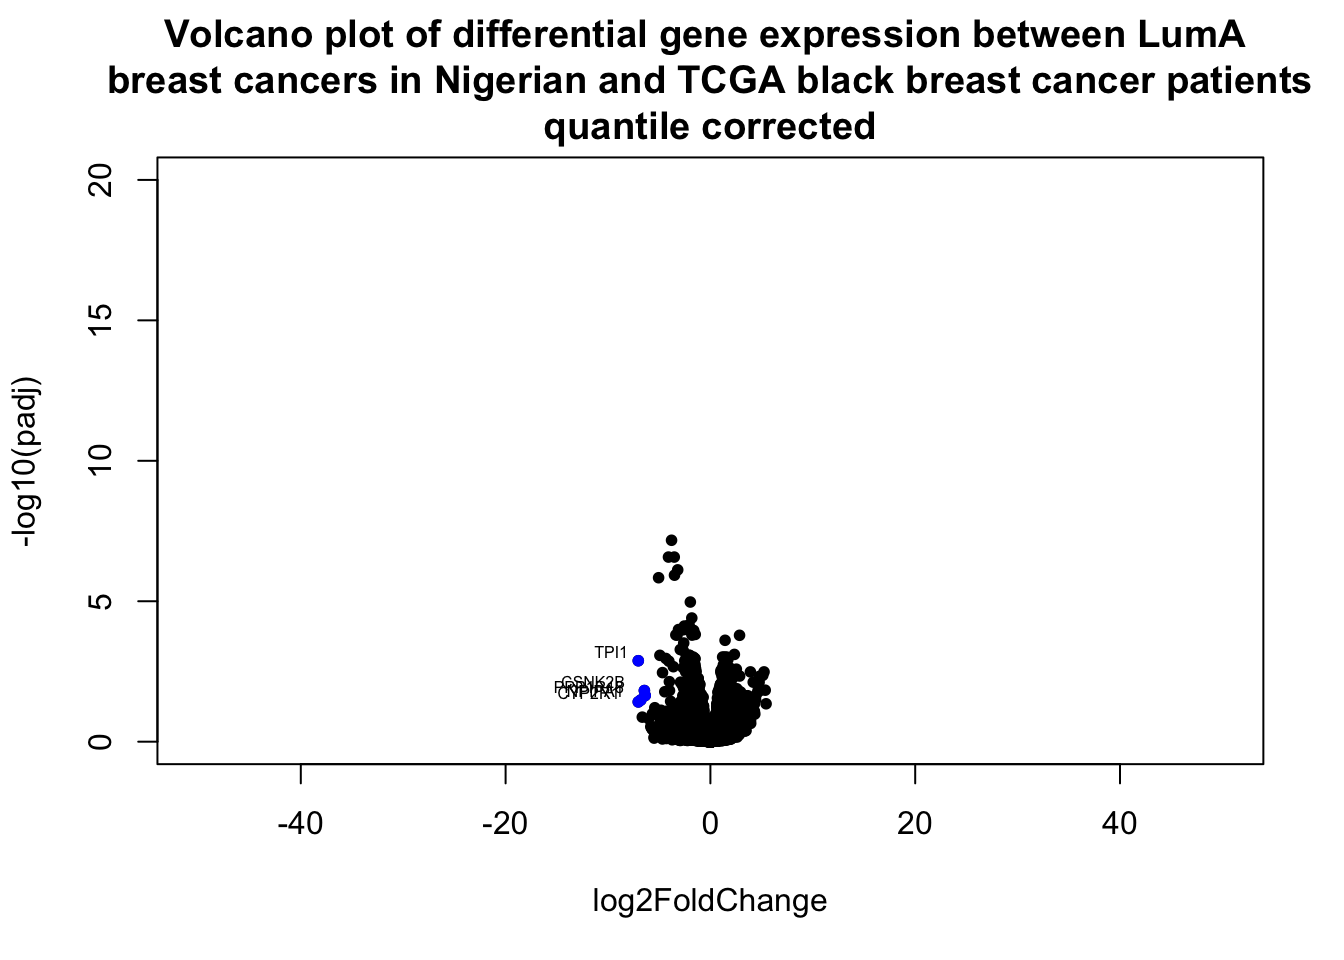 Volcano plot of differential gene expression between LumA
breast cancers in Nigerian and TCGA black breast cancer patients
quantile corrected
20
15
10
5
0
-log10(padj)
TPI1
CSNK2B
-40
-20
0
20
40
log2FoldChange